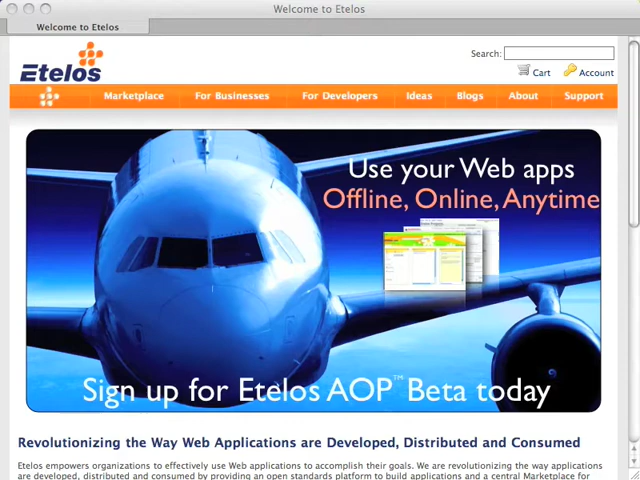 Welcome to Etelos
Welcome to Etelos
Etelos
Search:
Cart
Account
Marketplace
For Businesses
For Developers
Ideas
Blogs
About
Support
Use your Web apps
Offline, Online, Anytime
Sign up for Etelos AOP™ Beta today
Revolutionizing the Way Web Applications are Developed, Distributed and Consumed
Etelos empowers organizations to effectively use Web applications to accomplish their goals. We are revolutionizing the way applications
are developed, distributed and consumed by providing an open standards platform to build applications and a central Marketplace for